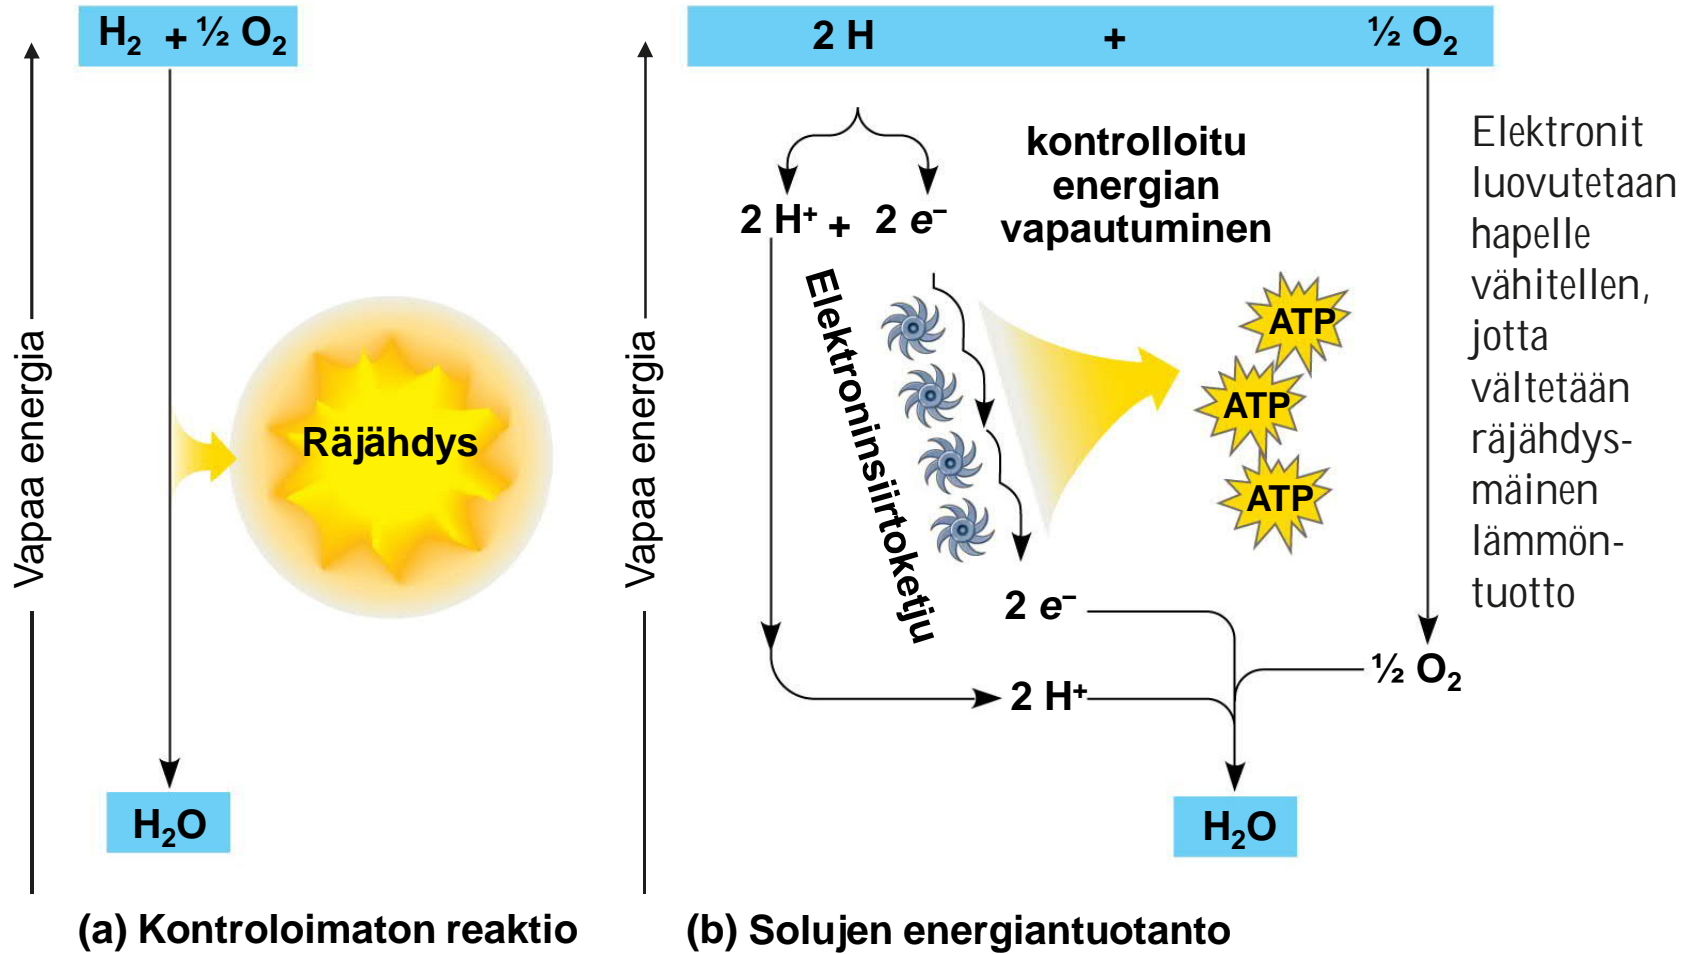 H₂ + ½ O₂
Vapaa energia
Räjähdys
H₂O
(a) Kontroloimaton reaktio
2 H + ½ O₂
Vapaa energia
2 H⁺ + 2 e⁻
kontrolloitu
energian
vapautuminen
Elektroninsiirtoketju
ATP
ATP
ATP
2 e⁻
2 H⁺
½ O₂
H₂O
Elektronit
luovutetaan
hapelle
vähitellen,
jotta
vältetään
räjähdys-
mäinen
lämmön-
tuotto
(b) Solujen energiantuotanto